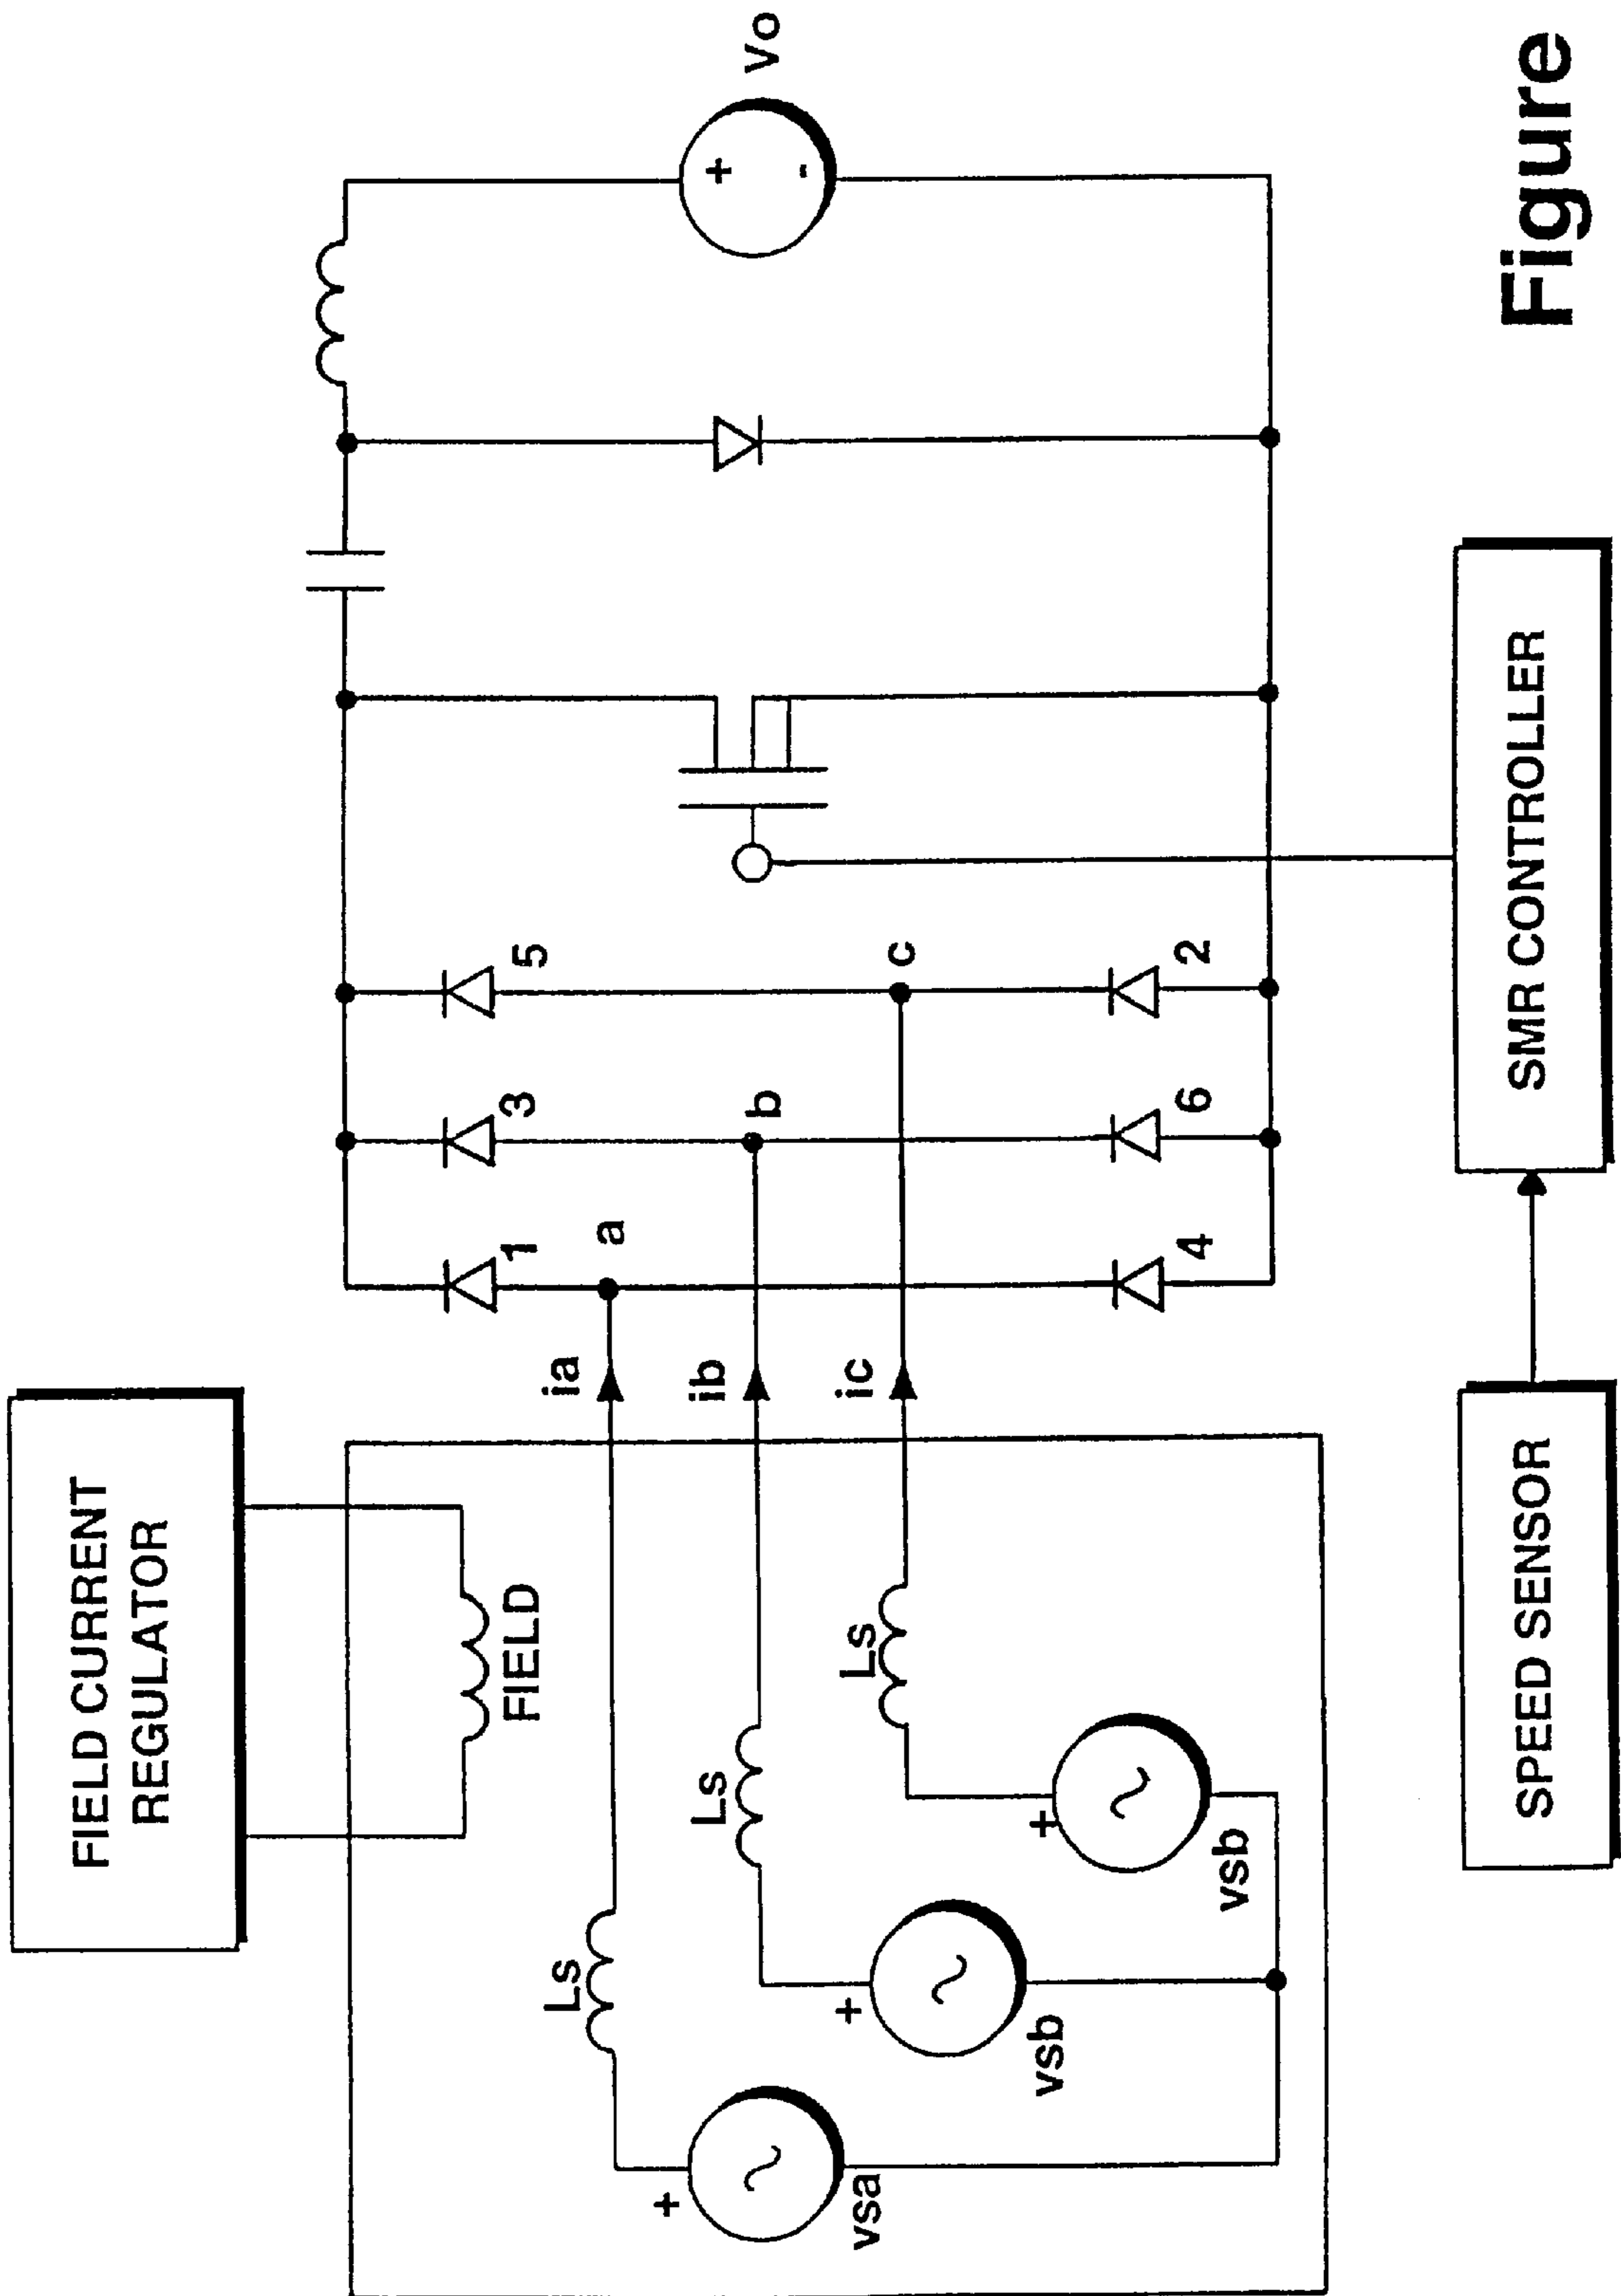 FIELD CURRENT
REGULATOR
FIELD
Ls
Ls
Ls
+
vsa
+
vsb
+
vsb
ia
ib
ic
a
b
c
1
3
5
4
6
2
+
-
Vo
SPEED SENSOR
SMR CONTROLLER
Figure